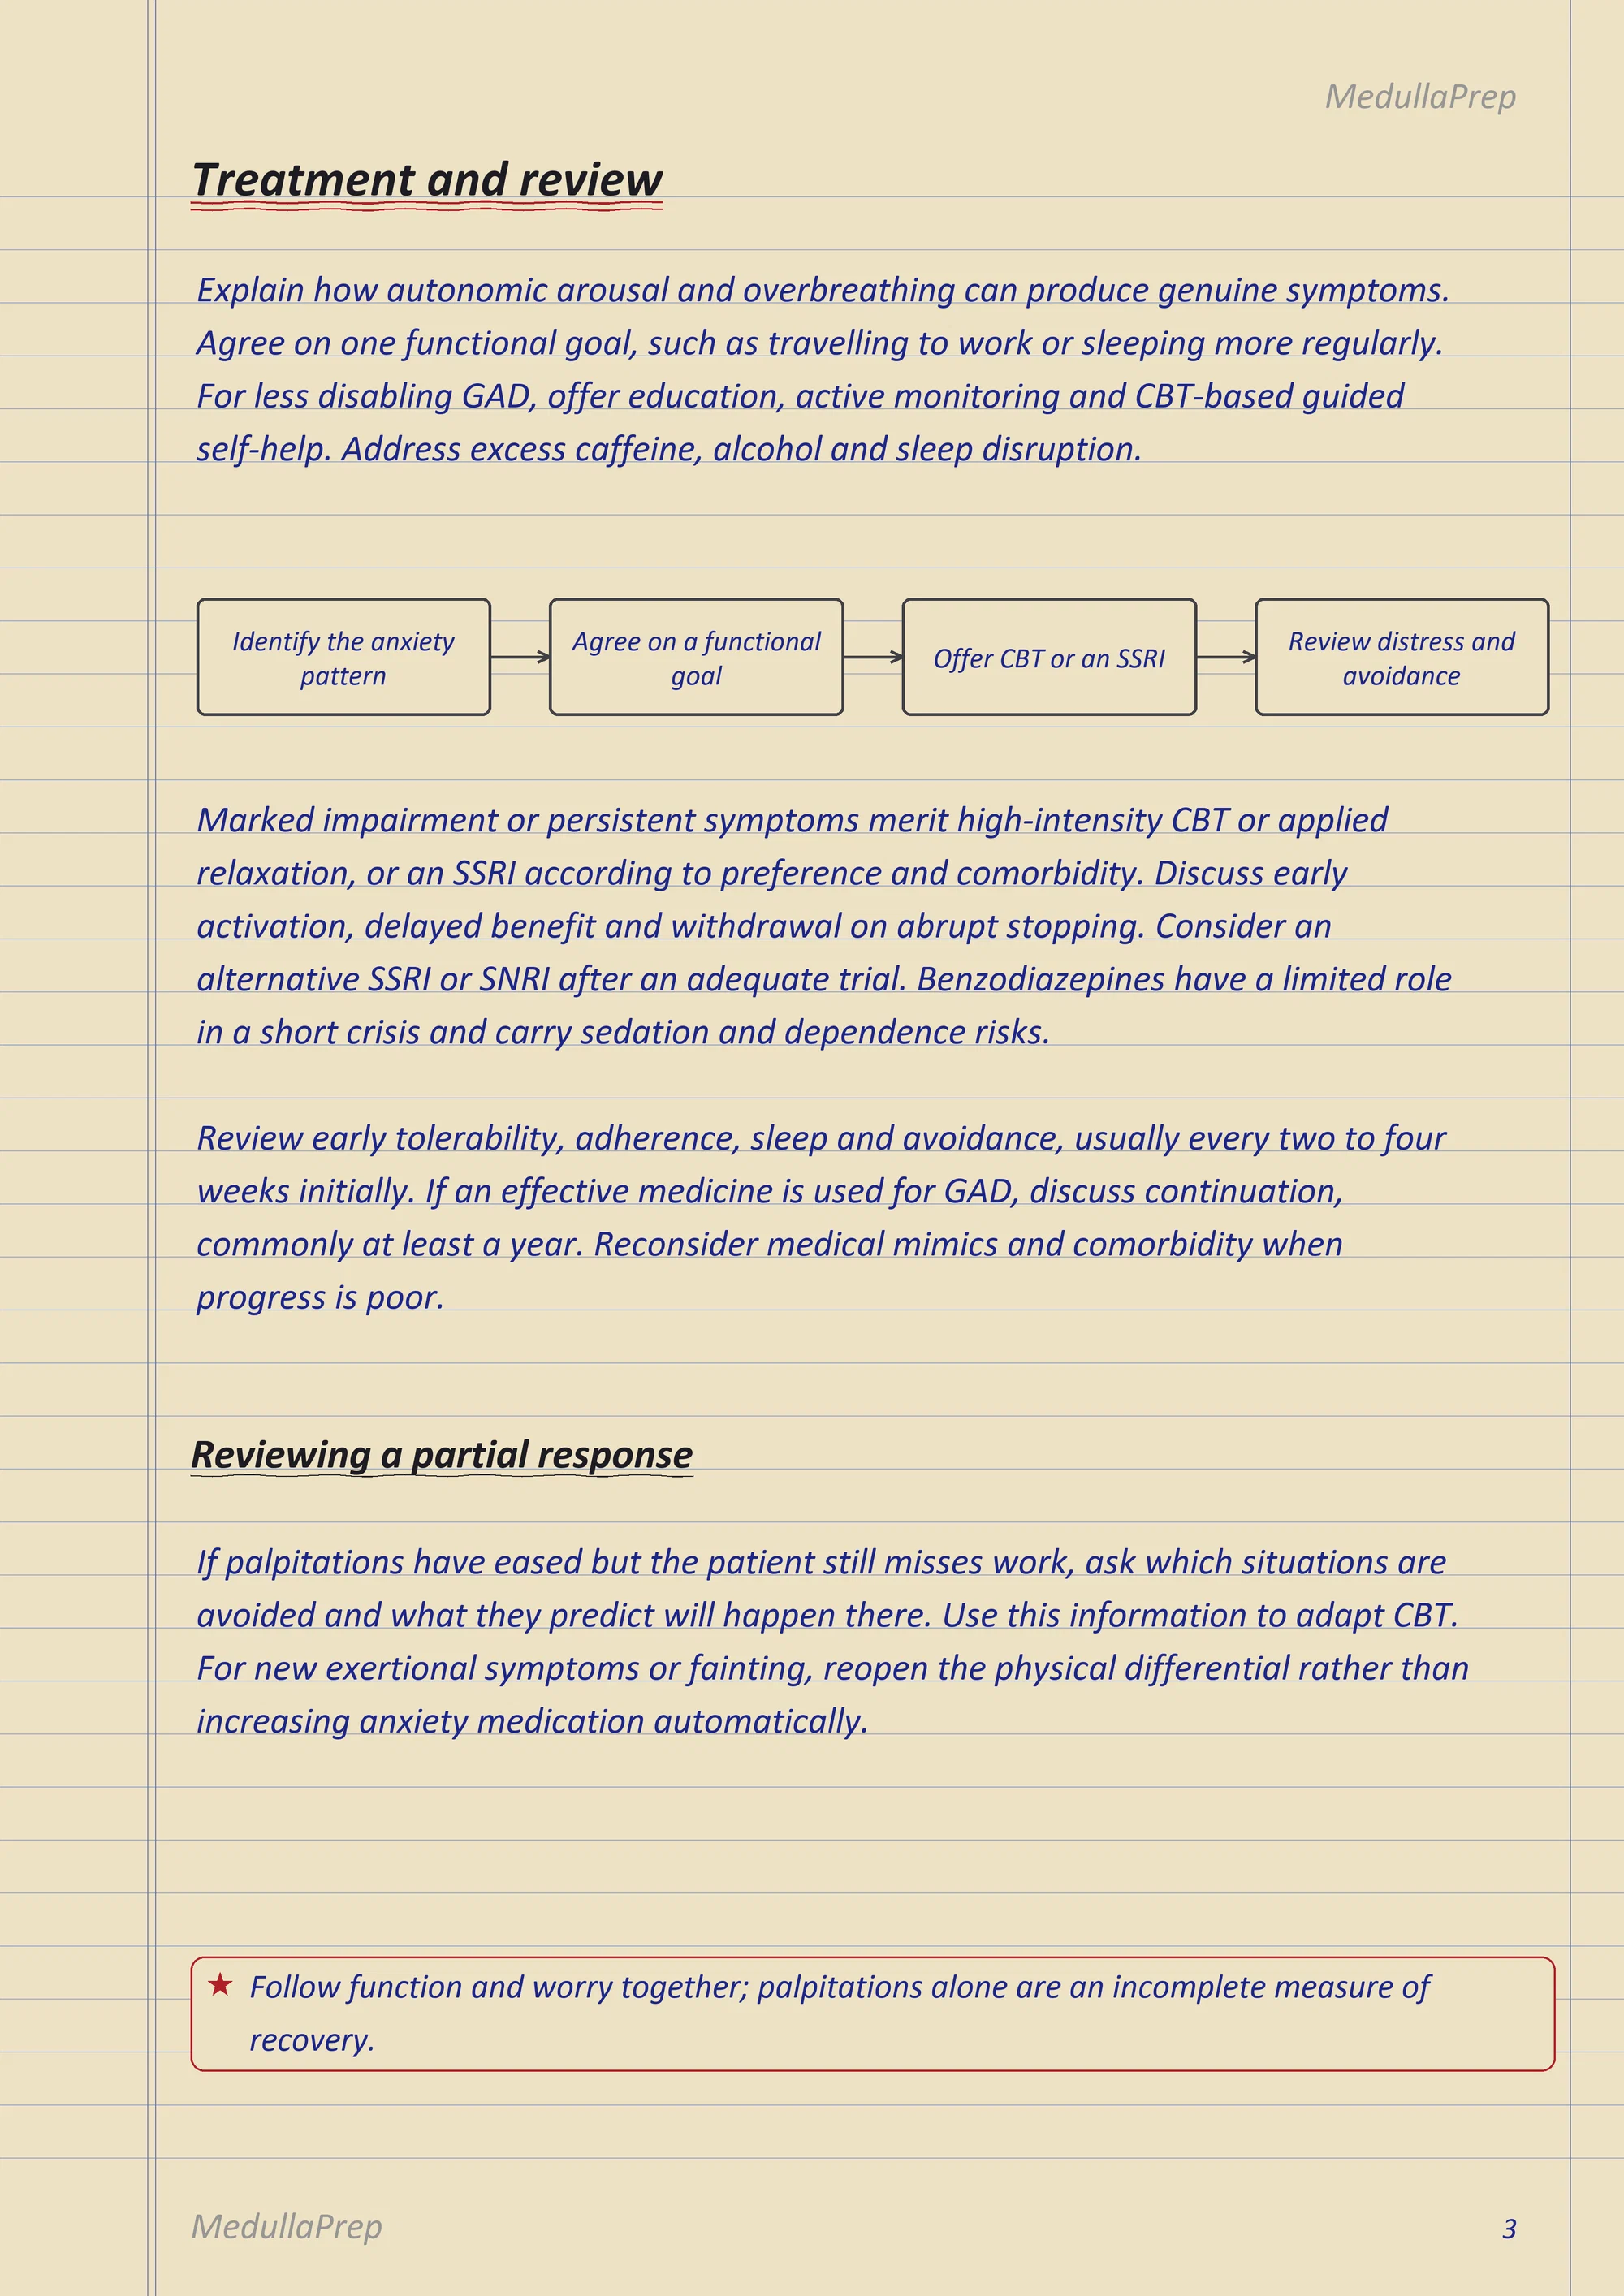 MedullaPrep
Treatment and review
Explain how autonomic arousal and overbreathing can produce genuine symptoms.
Agree on one functional goal, such as travelling to work or sleeping more regularly.
For less disabling GAD, offer education, active monitoring and CBT-based guided
self-help. Address excess caffeine, alcohol and sleep disruption.
Identify the anxiety
pattern
Agree on a functional
goal
Offer CBT or an SSRI
Review distress and
avoidance
Marked impairment or persistent symptoms merit high-intensity CBT or applied
relaxation, or an SSRI according to preference and comorbidity. Discuss early
activation, delayed benefit and withdrawal on abrupt stopping. Consider an
alternative SSRI or SNRI after an adequate trial. Benzodiazepines have a limited role
in a short crisis and carry sedation and dependence risks.
Review early tolerability, adherence, sleep and avoidance, usually every two to four
weeks initially. If an effective medicine is used for GAD, discuss continuation,
commonly at least a year. Reconsider medical mimics and comorbidity when
progress is poor.
Reviewing a partial response
If palpitations have eased but the patient still misses work, ask which situations are
avoided and what they predict will happen there. Use this information to adapt CBT.
For new exertional symptoms or fainting, reopen the physical differential rather than
increasing anxiety medication automatically.
★ Follow function and worry together; palpitations alone are an incomplete measure of
recovery.
MedullaPrep
3